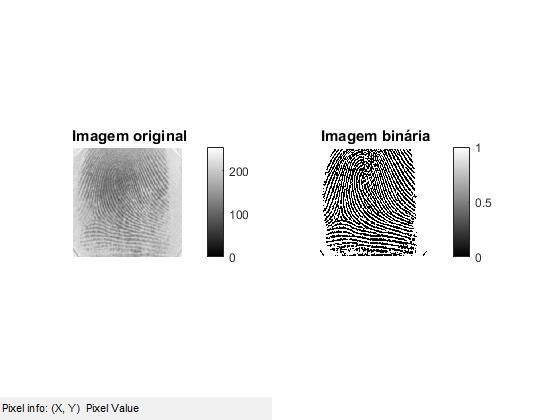 Imagem original
200
100
0
Imagem binária
1
0.5
0
Pixel info: (X, Y)  Pixel Value